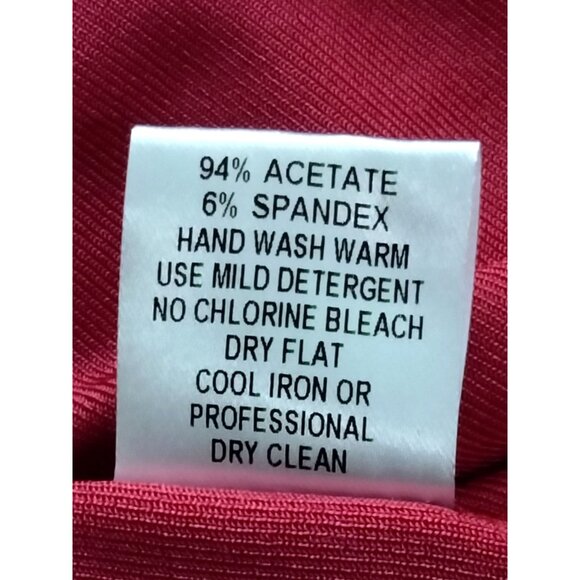 94% ACETATE
6% SPANDEX
HAND WASH WARM
USE MILD DETERGENT
NO CHLORINE BLEACH
DRY FLAT
COOL IRON OR
PROFESSIONAL
DRY CLEAN